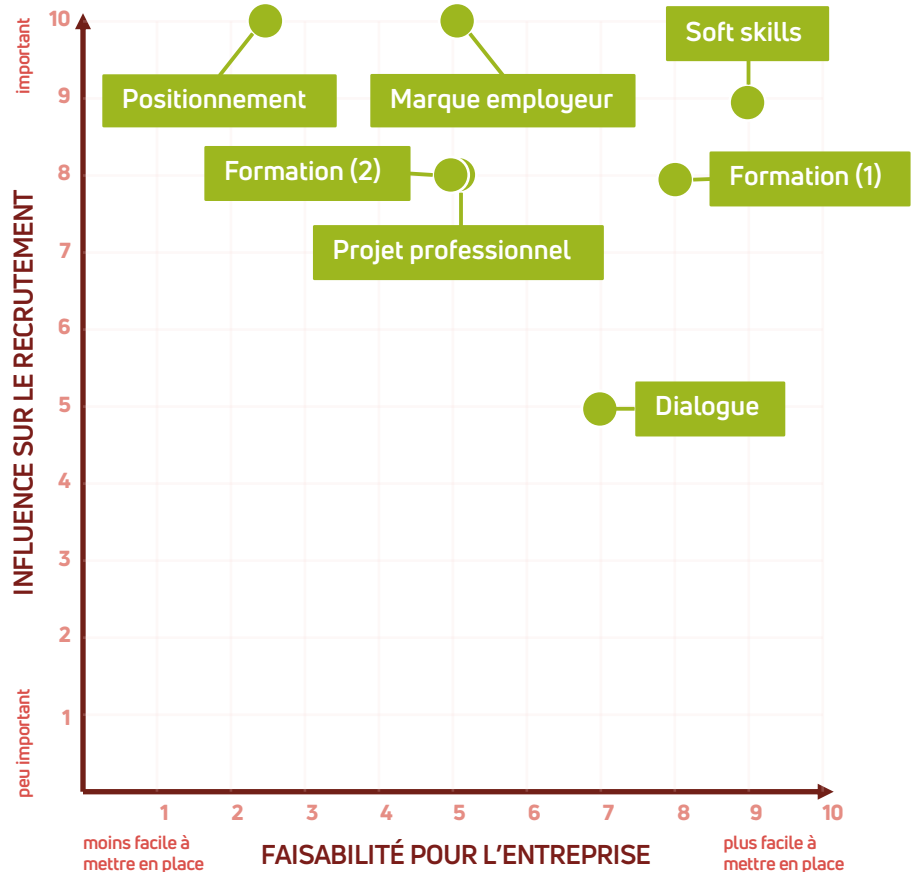 important
10
Soft skills
9
Positionnement
Marque employeur
8
Formation (2)
Formation (1)
7
Projet professionnel
INFLUENCE SUR LE RECRUTEMENT
6
5
Dialogue
4
3
2
1
peu important
1 2 3 4 5 6 7 8 9 10
moins facile à
mettre en place
FAISABILITÉ POUR L'ENTREPRISE
plus facile à
mettre en place